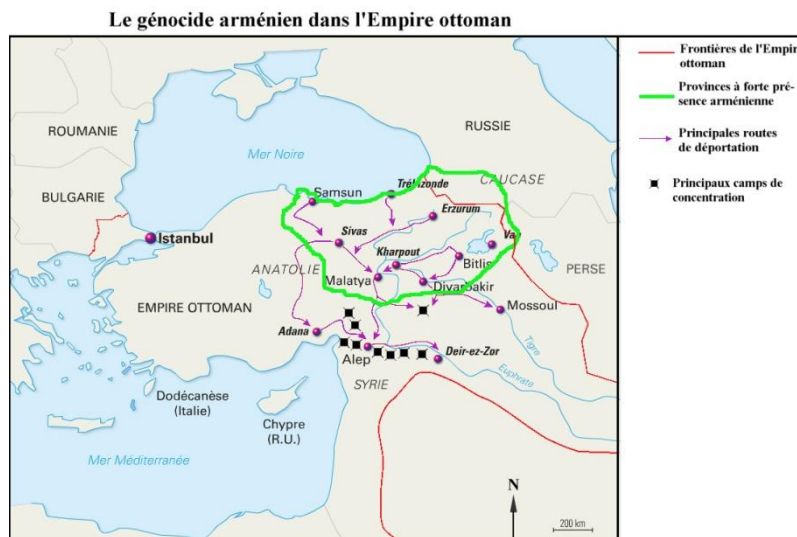 Le génocide arménien dans l'Empire ottoman
ROUMANIE
BULGARIE
Mer Noire
RUSSIE
CAUCASE
Samsun
Trébizonde
Erzurum
Istanbul
Sivas
Kharpout
Van
Bitlis
ANATOLIE
Malatya
Diyarbakir
PERSE
EMPIRE OTTOMAN
Mossoul
Adana
Alep
Deir-ez-Zor
Tigre
Euphrate
SYRIE
Dodécanèse
(Italie)
Chypre
(R.U.)
Mer Méditerranée
N
200 km
Frontières de l'Empir
ottoman
Provinces à forte pré-
sence arménienne
Principales routes
de déportation
Principaux camps de
concentration